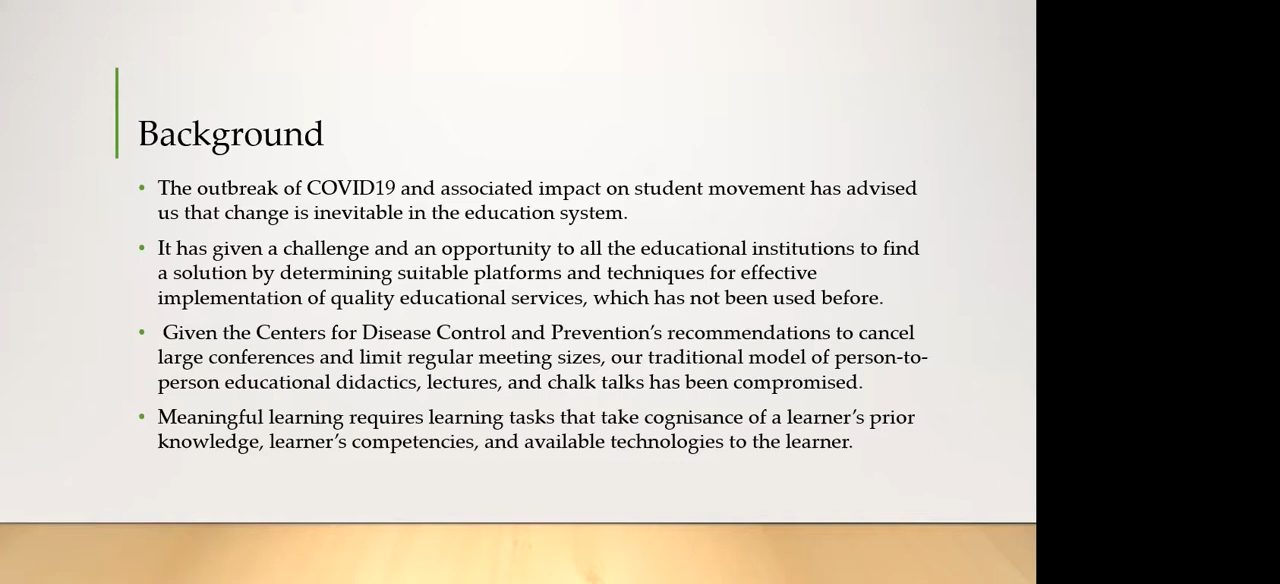 Background
• The outbreak of COVID19 and associated impact on student movement has advised
us that change is inevitable in the education system.
• It has given a challenge and an opportunity to all the educational institutions to find
a solution by determining suitable platforms and techniques for effective
implementation of quality educational services, which has not been used before.
• Given the Centers for Disease Control and Prevention’s recommendations to cancel
large conferences and limit regular meeting sizes, our traditional model of person-to-
person educational didactics, lectures, and chalk talks has been compromised.
• Meaningful learning requires learning tasks that take cognisance of a learner’s prior
knowledge, learner’s competencies, and available technologies to the learner.